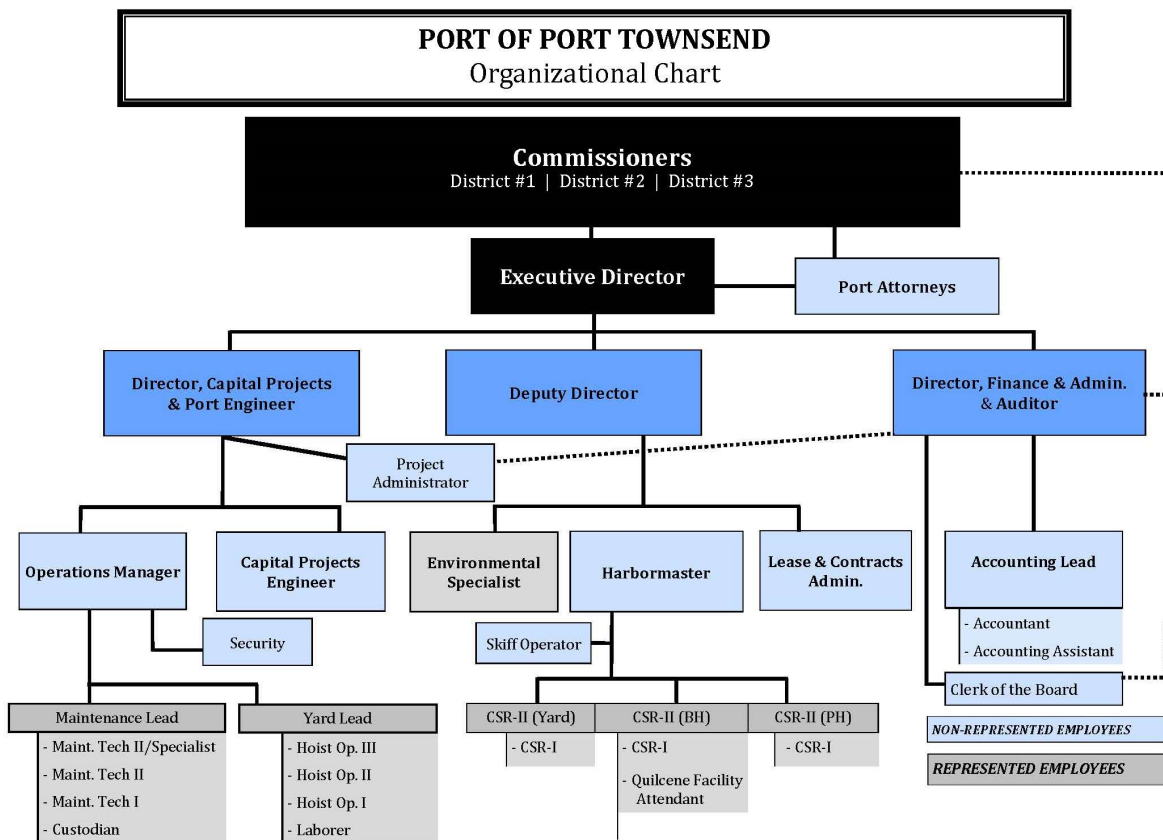 PORT OF PORT TOWNSEND
Organizational Chart
Commissioners
District #1 | District #2 | District #3
Executive Director
Port Attorneys
Director, Capital Projects
& Port Engineer
Deputy Director
Director, Finance & Admin.
& Auditor
Project
Administrator
Operations Manager
Capital Projects
Engineer
Environmental
Specialist
Harbormaster
Lease & Contracts
Admin.
Accounting Lead
- Accountant
- Accounting Assistant
Security
Skiff Operator
Clerk of the Board
Maintenance Lead
- Maint. Tech II/Specialist
- Maint. Tech II
- Maint. Tech I
- Custodian
Yard Lead
- Hoist Op. III
- Hoist Op. II
- Hoist Op. I
- Laborer
CSR-II (Yard)
- CSR-I
CSR-II (BH)
- CSR-I
- Quilcene Facility
Attendant
CSR-II (PH)
- CSR-I
NON-REPRESENTED EMPLOYEES
REPRESENTED EMPLOYEES